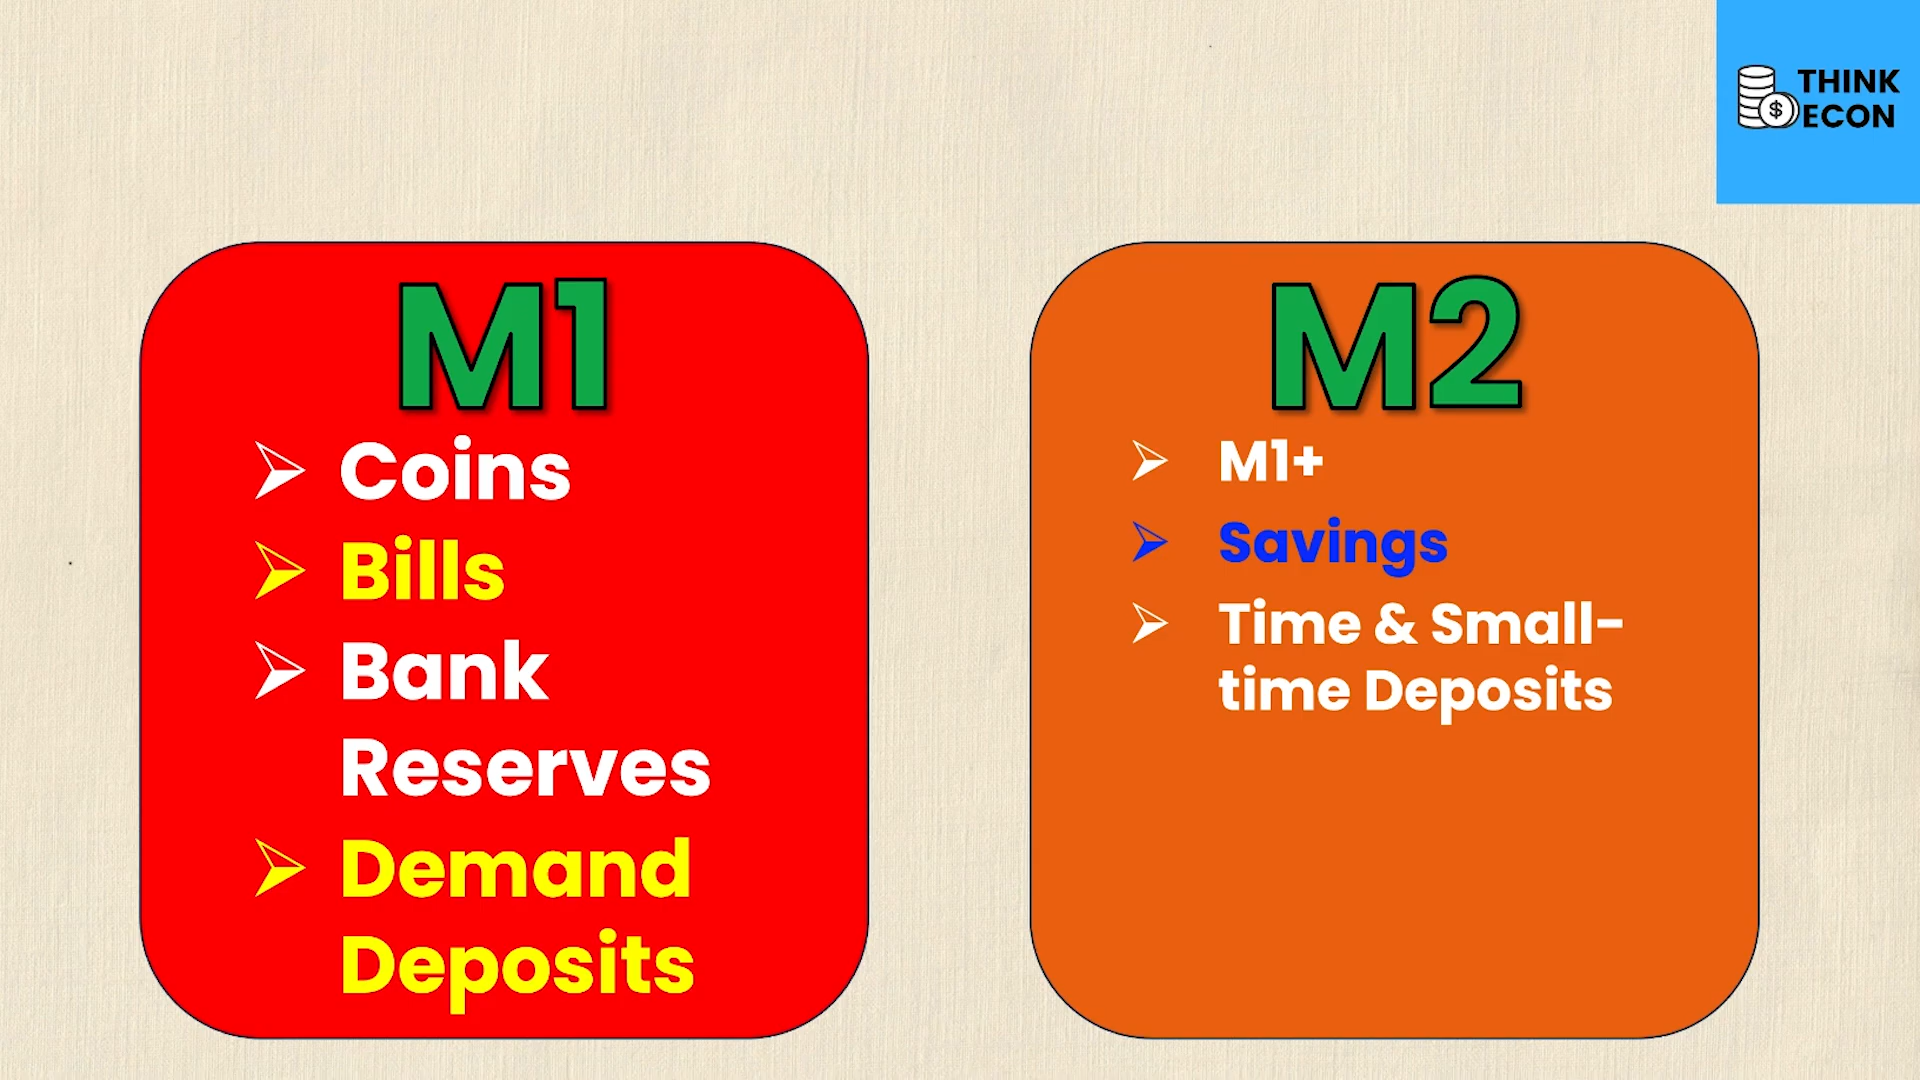 THINK
ECON
M1
Coins
Bills
Bank
Reserves
Demand
Deposits
M2
M1+
Savings
Time & Small-
time Deposits